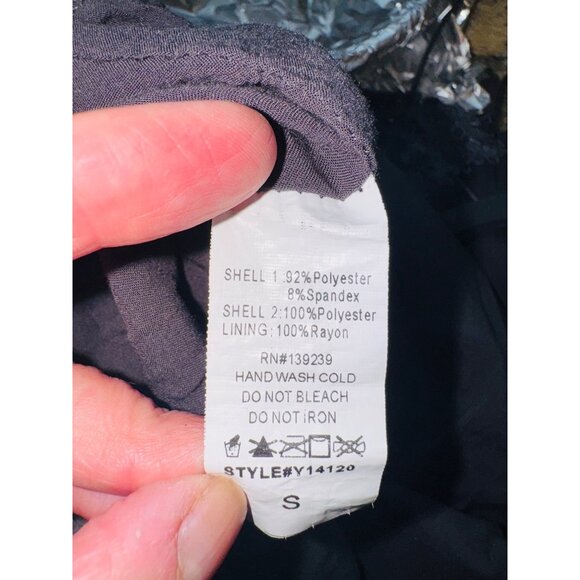 SHELL 1:92%Polyester
8%Spandex
SHELL 2:100%Polyester
LINING;100%Rayon
RN#139239
HAND WASH COLD
DO NOT BLEACH
DO NOT IRON
STYLE#Y14120
S